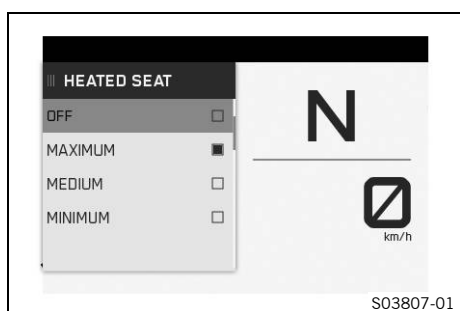 HEATED SEAT
OFF
MAXIMUM
MEDIUM
MINIMUM
N
0
km/h
S03807-01